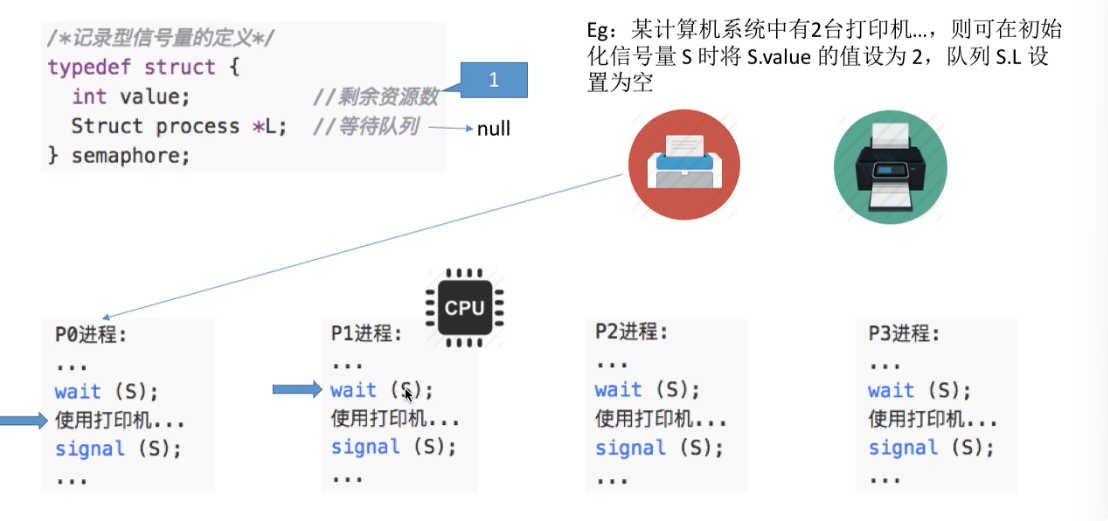 /*记录型信号量的定义*/
typedef struct {
int value; //剩余资源数
Struct process *L; //等待队列
} semaphore;
1
null
Eg：某计算机系统中有2台打印机...，则可在初
始化信号量 S 时将 S.value 的值设为 2，队列 S.L 设
置为空
CPU
P0进程:
...
wait (S);
使用打印机...
signal (S);
...
P1进程:
...
wait (S);
使用打印机...
signal (S);
...
P2进程:
...
wait (S);
使用打印机...
signal (S);
...
P3进程:
...
wait (S);
使用打印机...
signal (S);
...